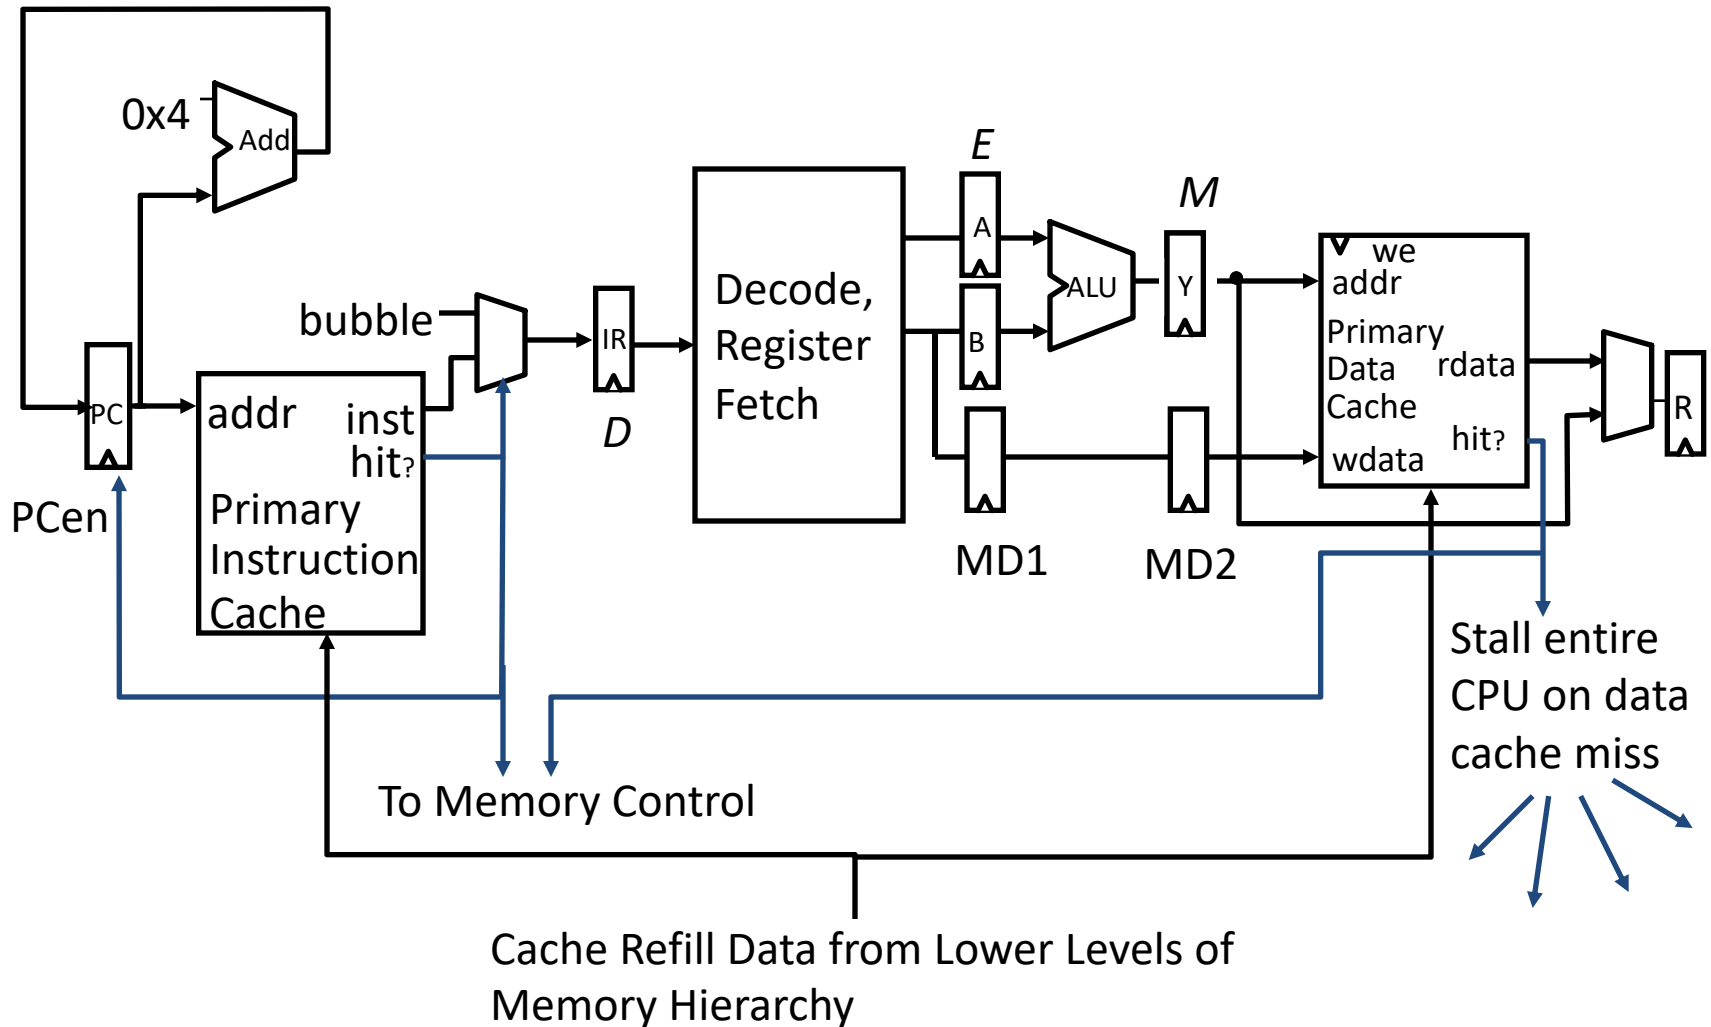 0x4
Add
E
M
A
B
ALU
Y
we
addr
Primary
Data
Cache
rdata
hit?
wdata
R
bubble
IR
D
Decode,
Register
Fetch
PC
PCen
addr
inst
hit?
Primary
Instruction
Cache
MD1
MD2
Stall entire
CPU on data
cache miss
To Memory Control
Cache Refill Data from Lower Levels of
Memory Hierarchy